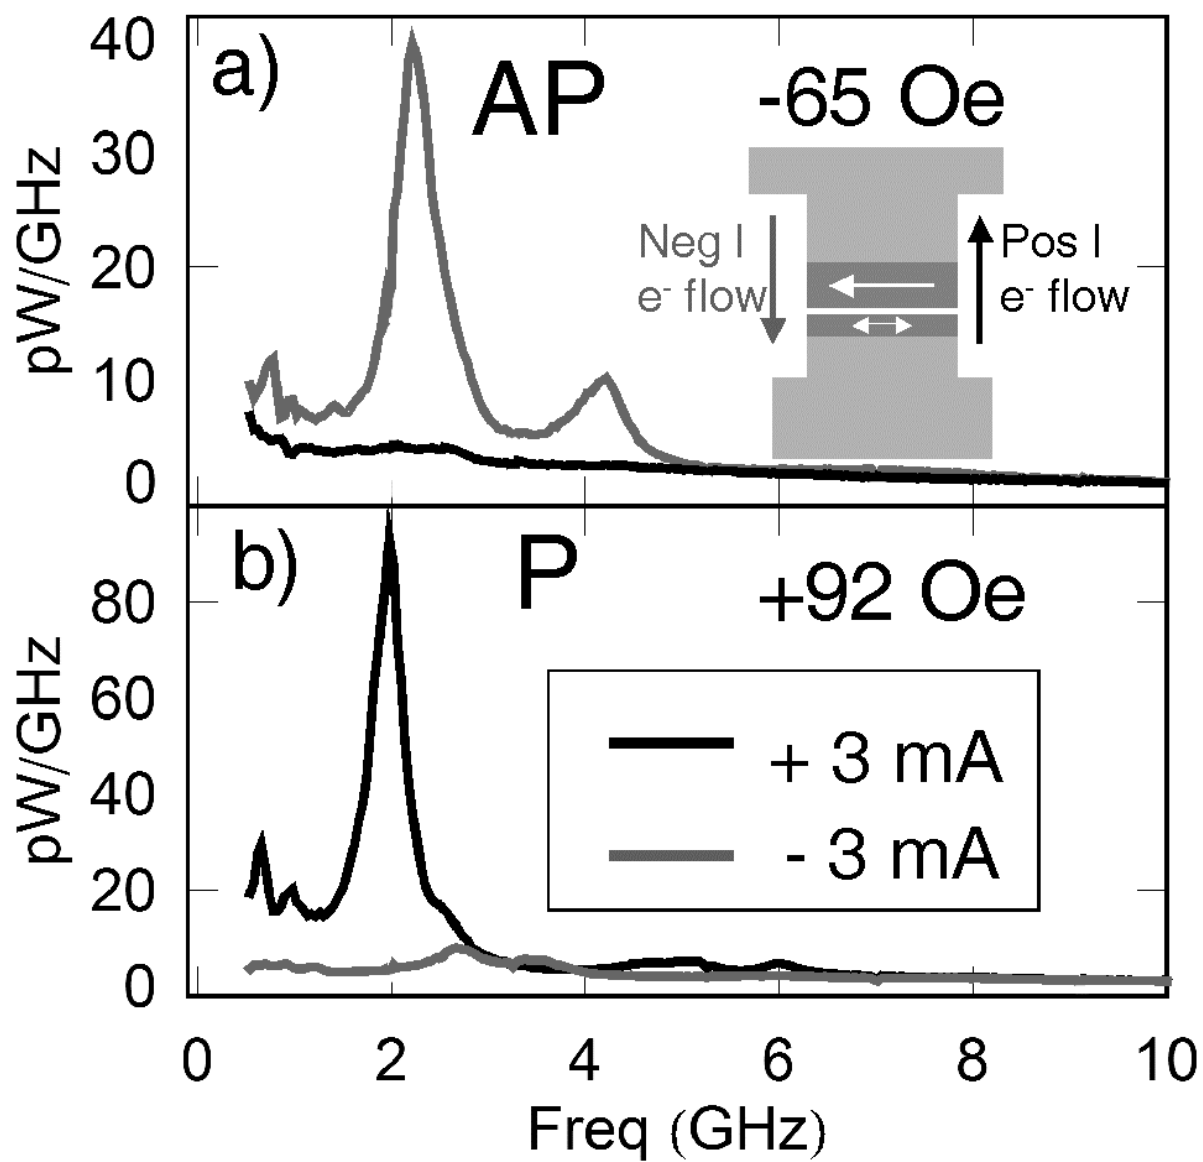 a)
AP
-65 Oe
Neg I
e- flow
Pos I
e- flow
40
30
20
10
0
pW/GHz
b)
P
+92 Oe
+ 3 mA
- 3 mA
80
60
40
20
0
pW/GHz
0 2 4 6 8 10
Freq (GHz)